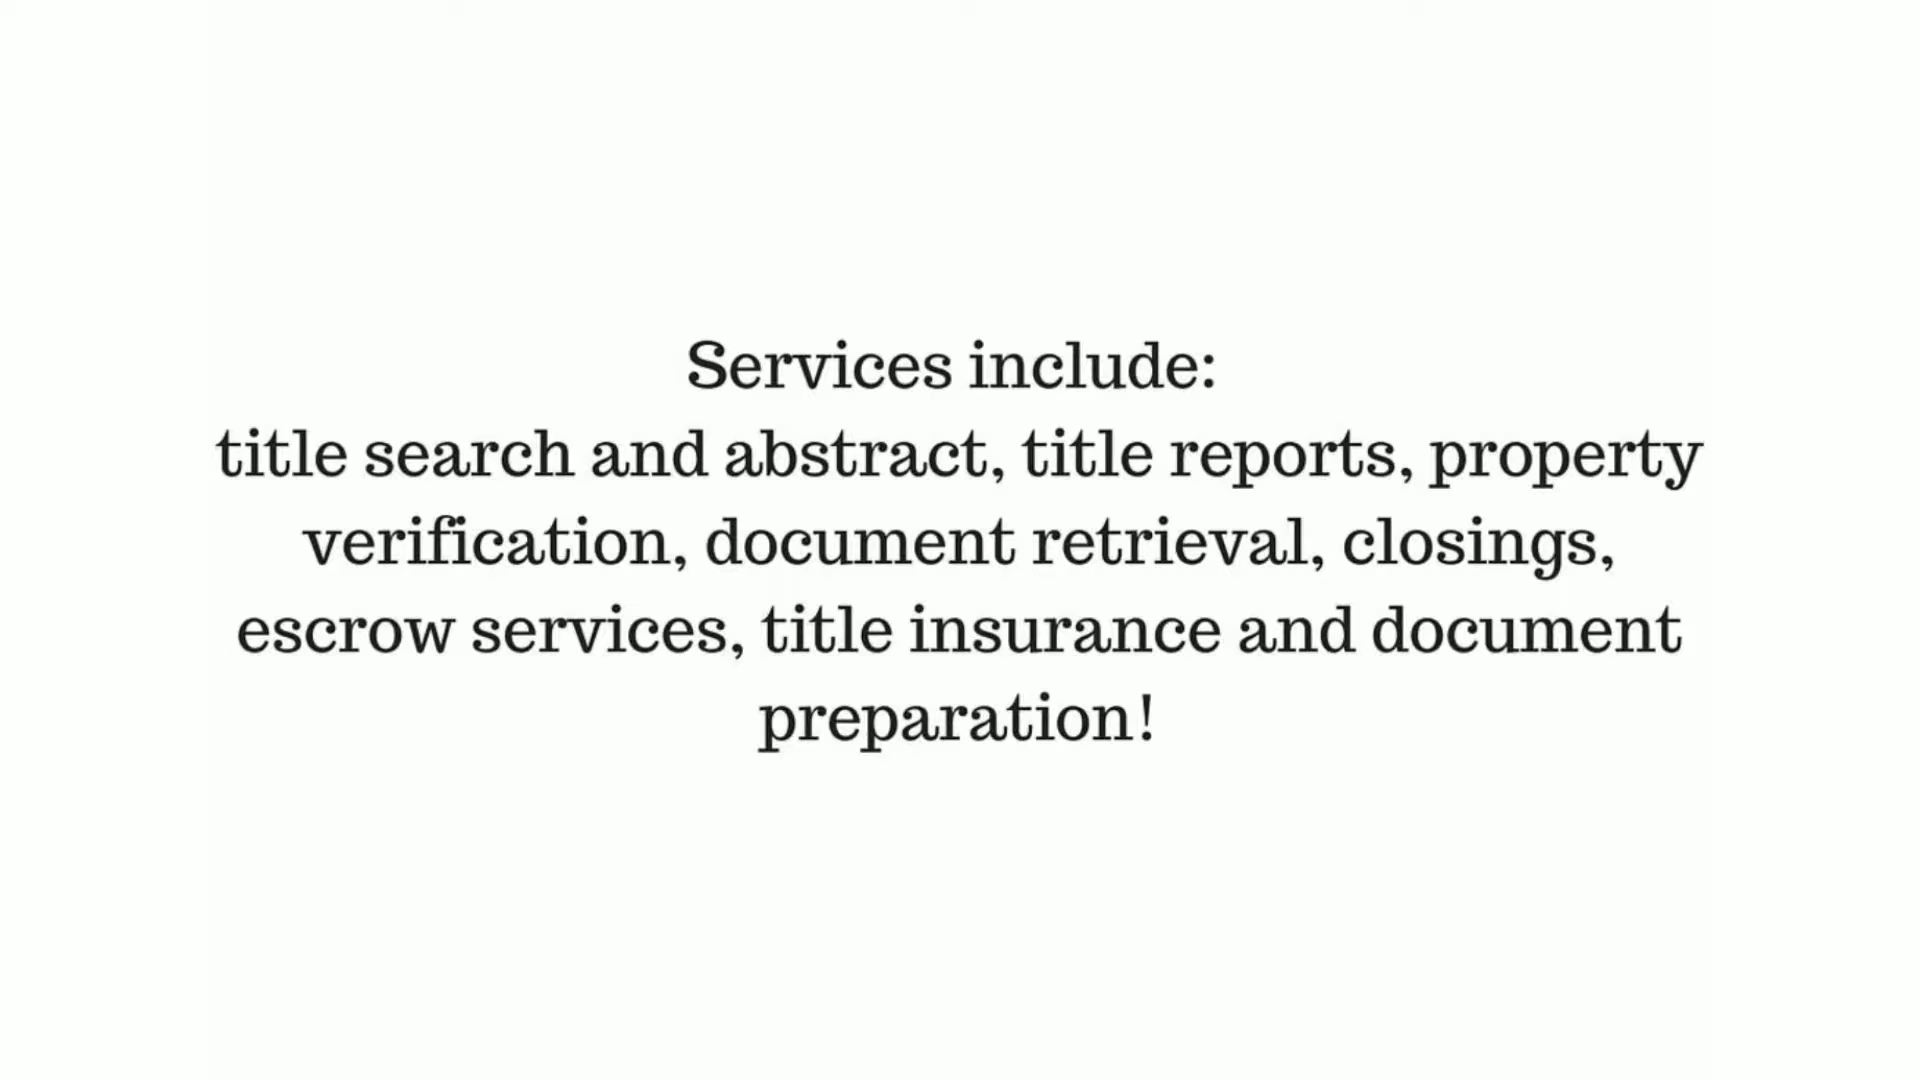 Services include:
title search and abstract, title reports, property
verification, document retrieval, closings,
escrow services, title insurance and document
preparation!